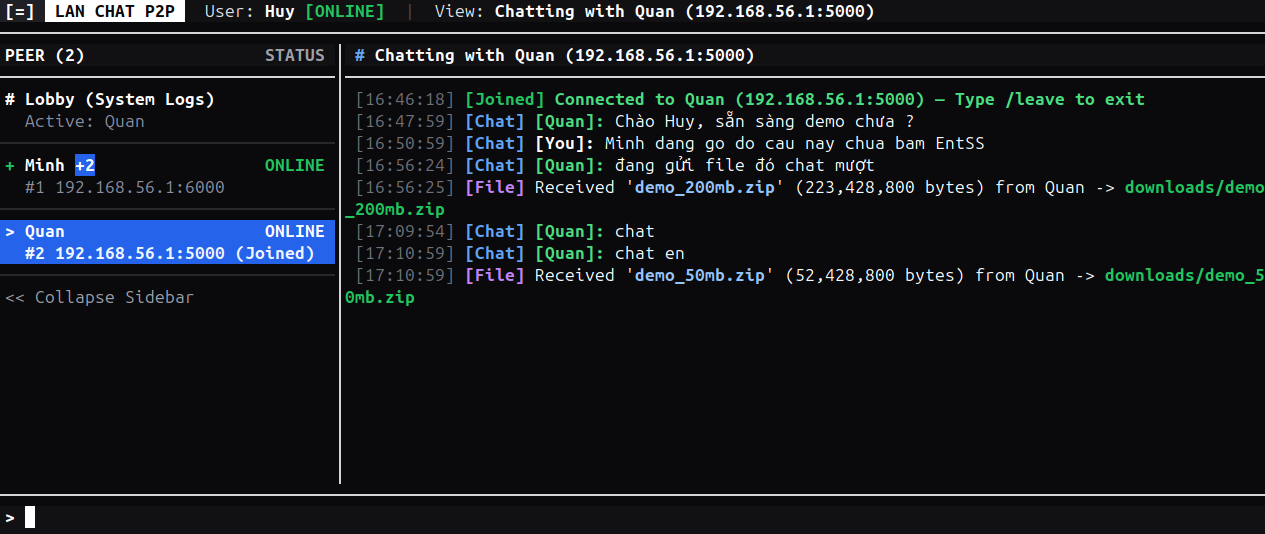 [=] LAN CHAT P2P User: Huy [ONLINE] | View: Chatting with Quan (192.168.56.1:5000)
PEER (2) STATUS
# Lobby (System Logs)
Active: Quan
+ Minh +2 ONLINE
#1 192.168.56.1:6000
> Quan ONLINE
#2 192.168.56.1:5000 (Joined)
<< Collapse Sidebar
# Chatting with Quan (192.168.56.1:5000)
[16:46:18] [Joined] Connected to Quan (192.168.56.1:5000) — Type /leave to exit
[16:47:59] [Chat] [Quan]: Chào Huy, sẵn sàng demo chưa ?
[16:50:59] [Chat] [You]: Minh dang go do cau nay chua bam EntSS
[16:56:24] [Chat] [Quan]: đang gửi file đó chat mượt
[16:56:25] [File] Received 'demo_200mb.zip' (223,428,800 bytes) from Quan -> downloads/demo
_200mb.zip
[17:09:54] [Chat] [Quan]: chat
[17:10:59] [Chat] [Quan]: chat en
[17:10:59] [File] Received 'demo_50mb.zip' (52,428,800 bytes) from Quan -> downloads/demo_5
0mb.zip
>